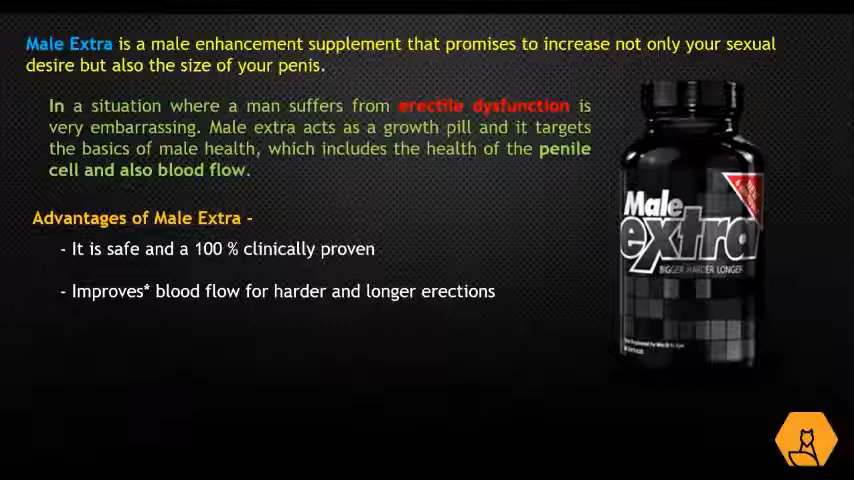 Male Extra is a male enhancement supplement that promises to increase not only your sexual
desire but also the size of your penis.
In a situation where a man suffers from erectile dysfunction is
very embarrassing. Male extra acts as a growth pill and it targets
the basics of male health, which includes the health of the penile
cell and also blood flow.
Advantages of Male Extra -
- It is safe and a 100 % clinically proven
- Improves* blood flow for harder and longer erections
Male
extra
BIGGER HARDER LONGER